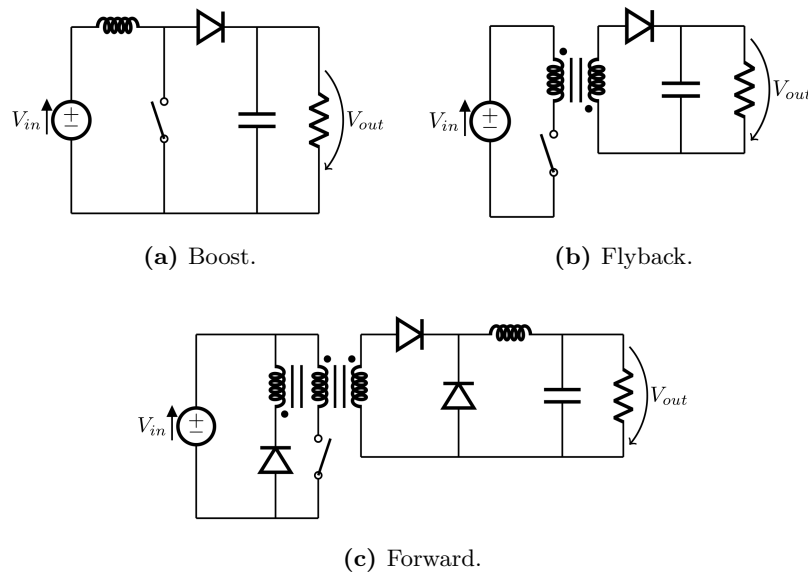 V_in
V_out
(a) Boost.
V_in
V_out
(b) Flyback.
V_in
V_out
(c) Forward.